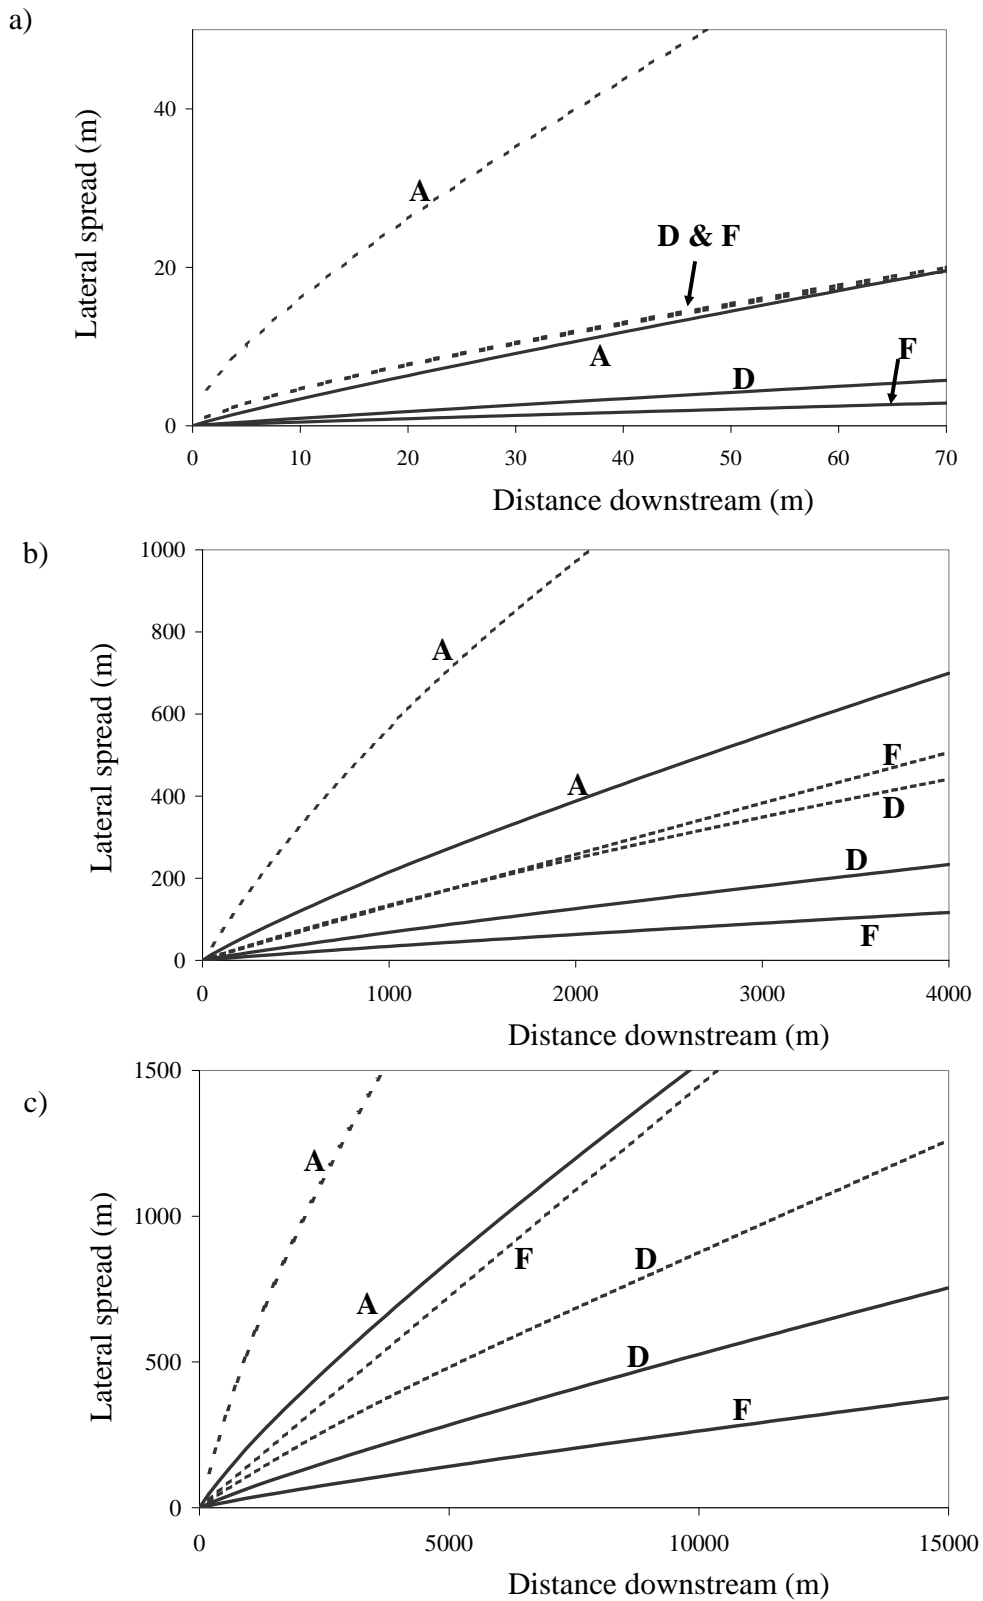 a)
Lateral spread (m)
40
20
0
A
D & F
A
D
F
0 10 20 30 40 50 60 70
Distance downstream (m)
b)
Lateral spread (m)
1000
800
600
400
200
0
A
A
F
D
D
F
0 1000 2000 3000 4000
Distance downstream (m)
c)
Lateral spread (m)
1500
1000
500
0
A
A
F
D
D
F
0 5000 10000 15000
Distance downstream (m)